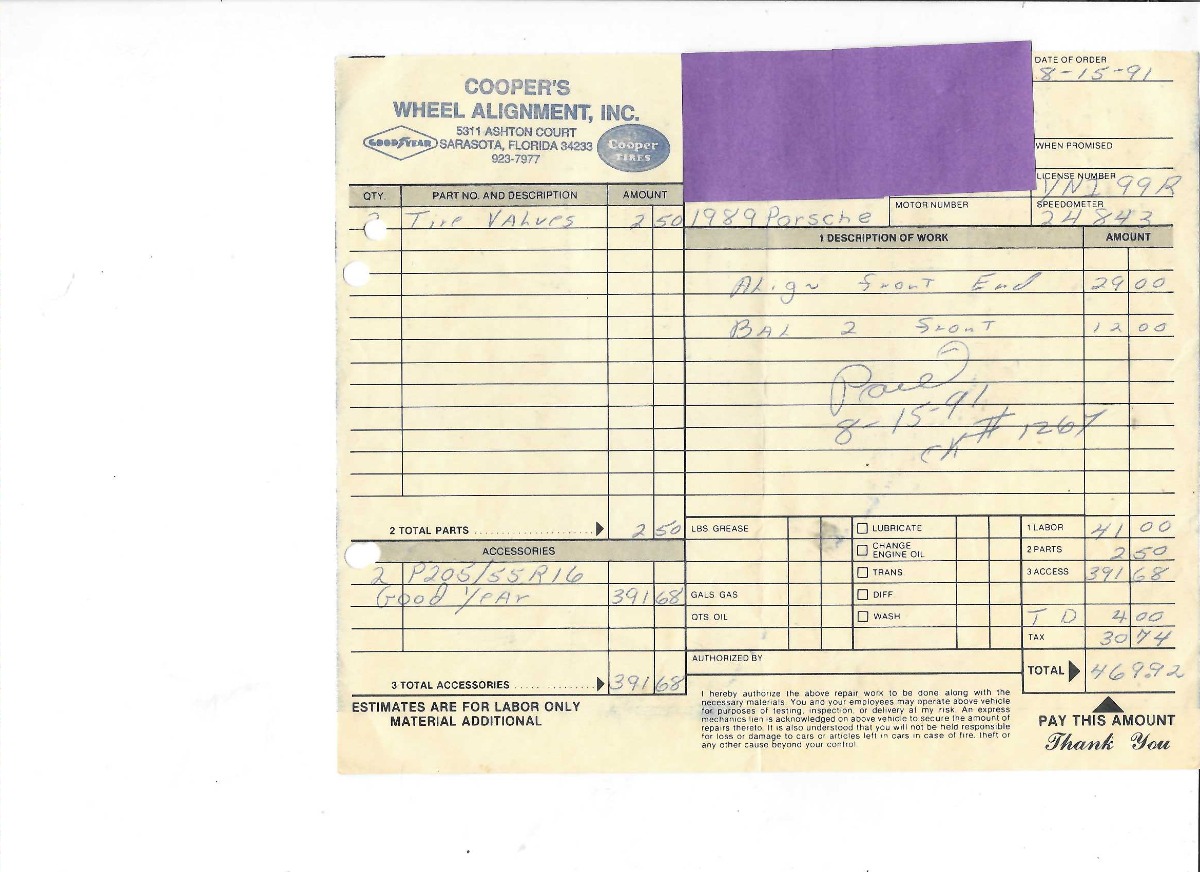 COOPER'S
WHEEL ALIGNMENT, INC.
5311 ASHTON COURT
GOODYEAR SARASOTA, FLORIDA 34233
923-7977
Cooper
TIRES
DATE OF ORDER
8-15-91
WHEN PROMISED
LICENSE NUMBER
VNI 99R
QTY. PART NO. AND DESCRIPTION AMOUNT
2 Tire VAlves 2 50
1989 Porsche
MOTOR NUMBER
SPEEDOMETER
24843
1 DESCRIPTION OF WORK AMOUNT
Align Front End 29 00
BAL 2 Front 12 00
Paid
8-15-91
CK # 1267
2 TOTAL PARTS 2 50
ACCESSORIES
2 P205/55R16
Good YeAr 391 68
3 TOTAL ACCESSORIES 391 68
ESTIMATES ARE FOR LABOR ONLY
MATERIAL ADDITIONAL
LBS. GREASE
GALS. GAS
QTS. OIL
LUBRICATE
CHANGE
ENGINE OIL
TRANS
DIFF
WASH
1 LABOR 41 00
2 PARTS 2 50
3 ACCESS 391 68
T D 4 00
TAX 30 74
TOTAL 469.92
AUTHORIZED BY
I hereby authorize the above repair work to be done along with the
necessary materials. You and your employees may operate above vehicle
for purposes of testing, inspection, or delivery at my risk. An express
mechanics lien is acknowledged on above vehicle to secure the amount of
repairs thereto. It is also understood that you will not be held responsible
for loss or damage to cars or articles left in cars in case of fire, theft or
any other cause beyond your control.
PAY THIS AMOUNT
Thank You